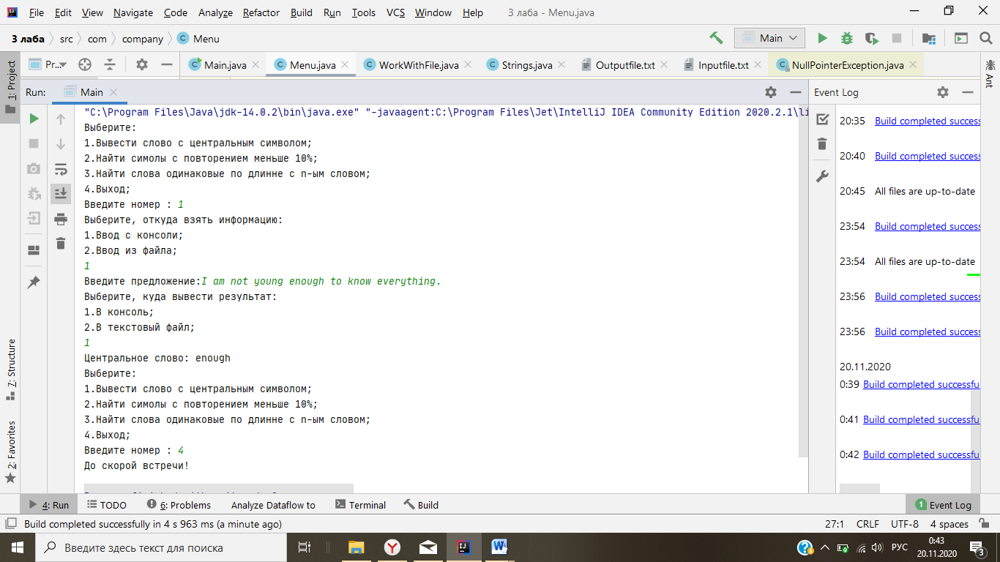 File Edit View Navigate Code Analyze Refactor Build Run Tools VCS Window Help 3 лаба - Menu.java
3 лаба src com company Menu Main
1: Project
Pr... Main.java Menu.java WorkWithFile.java Strings.java Outputfile.txt Inputfile.txt NullPointerException.java
Ant
Run: Main
Event Log
"C:\Program Files\Java\jdk-14.0.2\bin\java.exe" "-javaagent:C:\Program Files\Jet\IntelliJ IDEA Community Edition 2020.2.1\li
Выберите:
1.Вывести слово с центральным символом;
2.Найти симолы с повторением меньше 10%;
3.Найти слова одинаковые по длинне с n-ым словом;
4.Выход;
Введите номер : 1
Выберите, откуда взять информацию:
1.Ввод с консоли;
2.Ввод из файла;
1
Введите предложение:I am not young enough to know everything.
Выберите, куда вывести результат:
1.В консоль;
2.В текстовый файл;
1
Центральное слово: enough
Выберите:
1.Вывести слово с центральным символом;
2.Найти симолы с повторением меньше 10%;
3.Найти слова одинаковые по длинне с n-ым словом;
4.Выход;
Введите номер : 4
До скорой встречи!
20:35 Build completed success
20:40 Build completed success
20:45 All files are up-to-date
23:54 Build completed success
23:54 All files are up-to-date
23:56 Build completed success
23:56 Build completed success
20.11.2020
0:39 Build completed successfu
0:41 Build completed successfu
0:42 Build completed successfu
7: Structure
2: Favorites
4: Run TODO 6: Problems Analyze Dataflow to Terminal Build 1 Event Log
Build completed successfully in 4 s 963 ms (a minute ago) 27:1 CRLF UTF-8 4 spaces
Введите здесь текст для поиска
РУС
0:43
20.11.2020
3